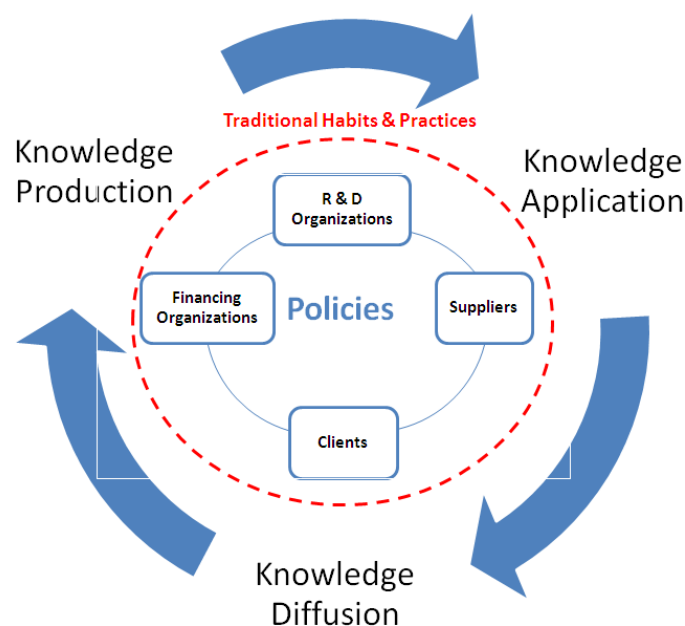 Traditional Habits & Practices
Knowledge
Production
Knowledge
Application
R & D
Organizations
Financing
Organizations
Policies
Suppliers
Clients
Knowledge
Diffusion